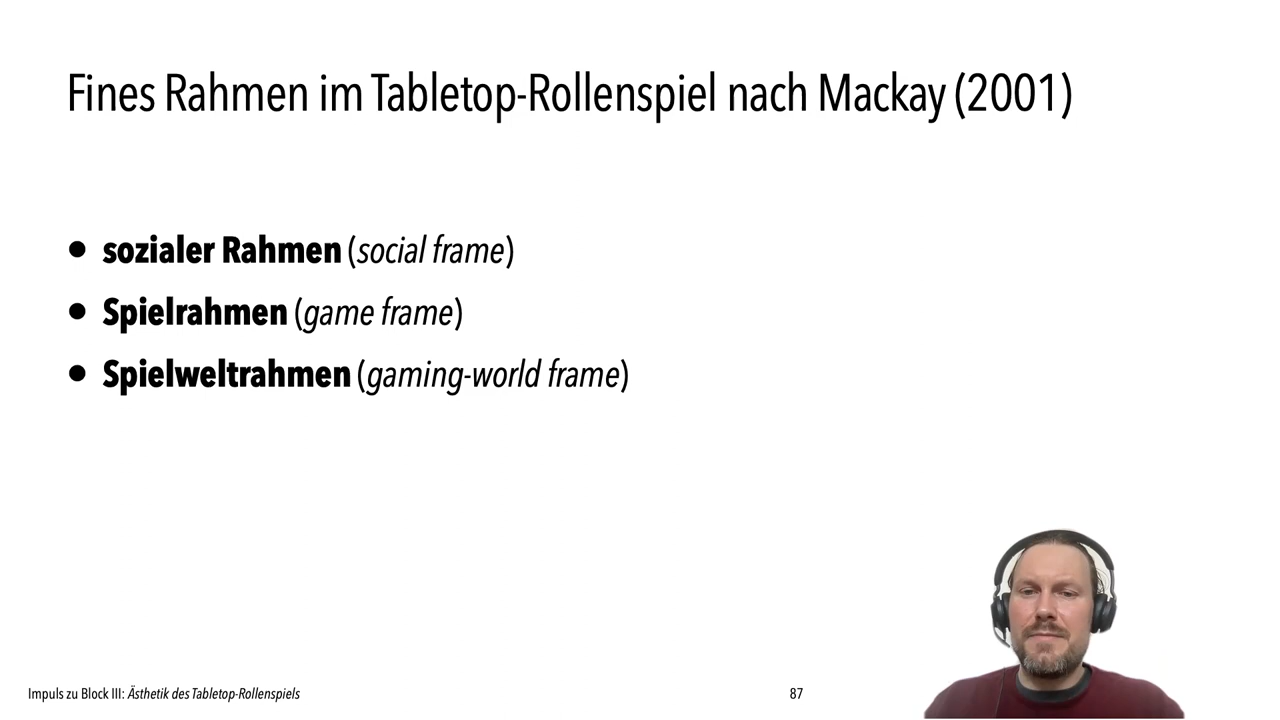 Fines Rahmen im Tabletop-Rollenspiel nach Mackay (2001)
• sozialer Rahmen (social frame)
• Spielrahmen (game frame)
• Spielweltrahmen (gaming-world frame)
Impuls zu Block III: Ästhetik des Tabletop-Rollenspiels
87